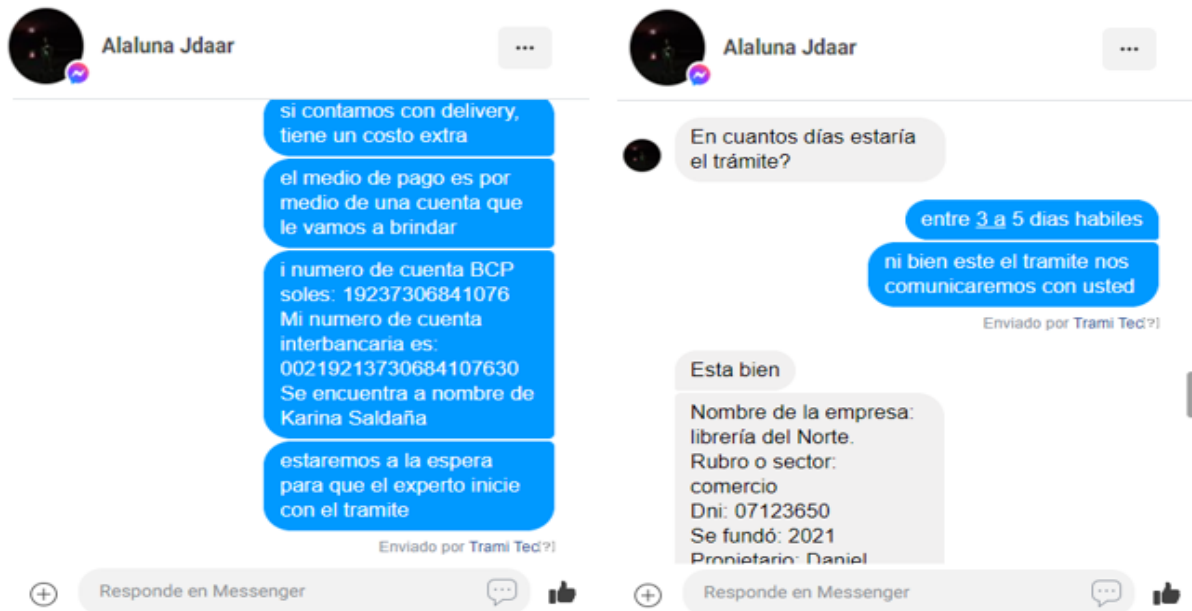 Alaluna Jdaar
si contamos con delivery,
tiene un costo extra
el medio de pago es por
medio de una cuenta que
le vamos a brindar
i numero de cuenta BCP
soles: 19237306841076
Mi numero de cuenta
interbancaria es:
00219213730684107630
Se encuentra a nombre de
Karina Saldaña
estaremos a la espera
para que el experto inicie
con el tramite
Enviado por Trami Tec[?]
Responde en Messenger
Alaluna Jdaar
En cuantos días estaría
el trámite?
entre 3 a 5 dias habiles
ni bien este el tramite nos
comunicaremos con usted
Enviado por Trami Tec[?]
Esta bien
Nombre de la empresa:
librería del Norte.
Rubro o sector:
comercio
Dni: 07123650
Se fundó: 2021
Propietario: Daniel
Responde en Messenger